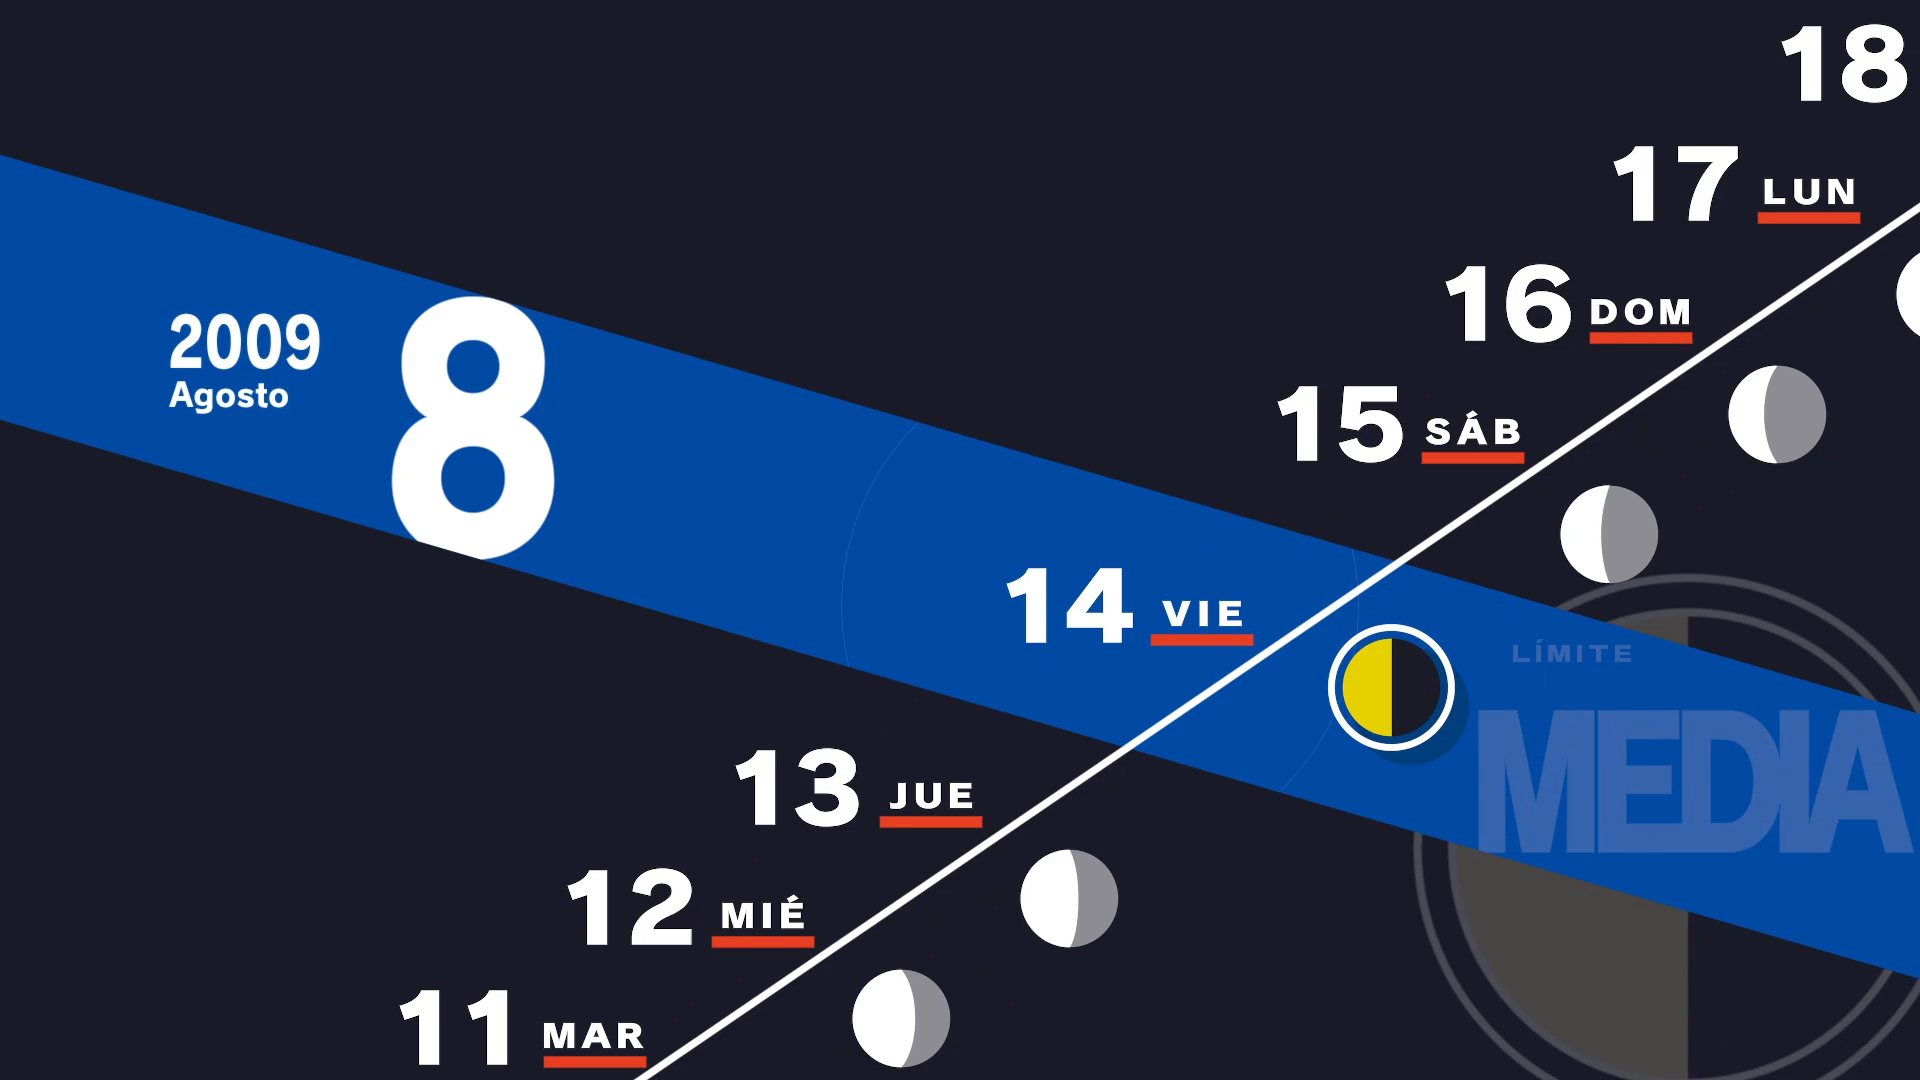 18
17 LUN
16 DOM
15 SÁB
2009
Agosto
8
14 VIE
LÍMITE
MEDIA
13 JUE
12 MIÉ
11 MAR